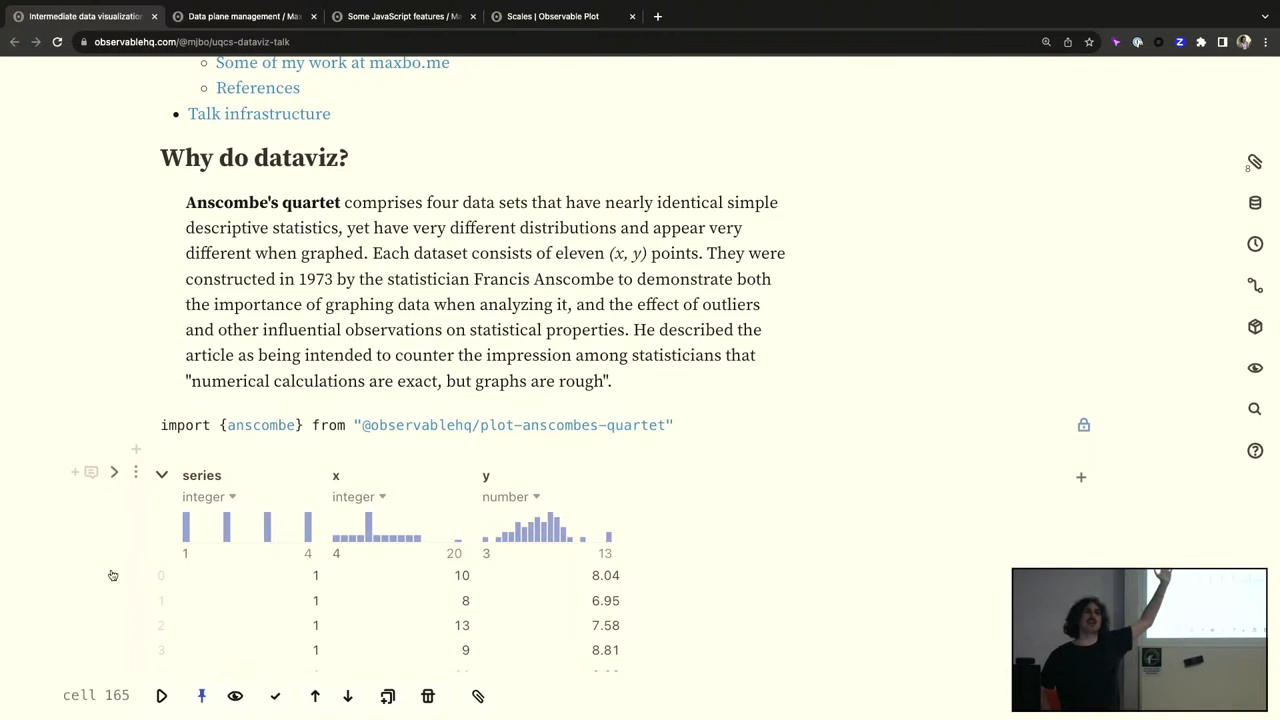 Intermediate data visualization
Data plane management / Max
Some JavaScript features / M
Scales | Observable Plot
observablehq.com/@mjbo/uqcs-dataviz-talk
Some of my work at maxbo.me
References
Talk infrastructure
Why do dataviz?
Anscombe's quartet comprises four data sets that have nearly identical simple
descriptive statistics, yet have very different distributions and appear very
different when graphed. Each dataset consists of eleven (x, y) points. They were
constructed in 1973 by the statistician Francis Anscombe to demonstrate both
the importance of graphing data when analyzing it, and the effect of outliers
and other influential observations on statistical properties. He described the
article as being intended to counter the impression among statisticians that
"numerical calculations are exact, but graphs are rough".
import {anscombe} from "@observablehq/plot-anscombes-quartet"
series x y
integer integer number
1 4 4 20 3 13
0 1 10 8.04
1 1 8 6.95
2 1 13 7.58
3 1 9 8.81
cell 165
8